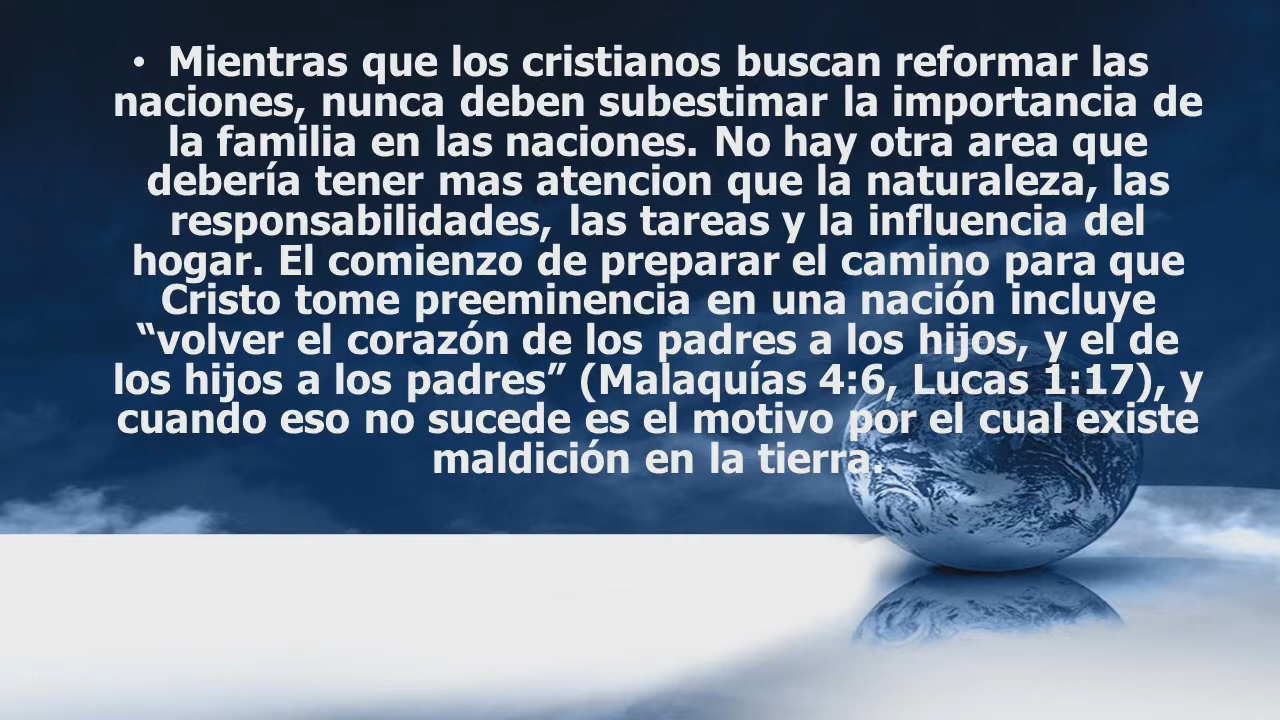 • Mientras que los cristianos buscan reformar las
naciones, nunca deben subestimar la importancia de
la familia en las naciones. No hay otra area que
debería tener mas atencion que la naturaleza, las
responsabilidades, las tareas y la influencia del
hogar. El comienzo de preparar el camino para que
Cristo tome preeminencia en una nación incluye
“volver el corazón de los padres a los hijos, y el de
los hijos a los padres” (Malaquías 4:6, Lucas 1:17), y
cuando eso no sucede es el motivo por el cual existe
maldición en la tierra.